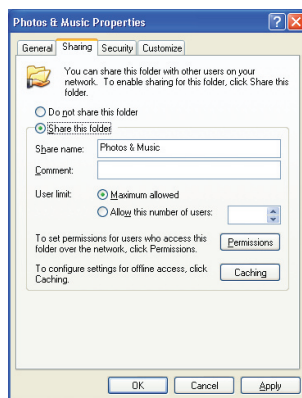 Photos & Music Properties
General Sharing Security Customize
You can share this folder with other users on your
network. To enable sharing for this folder, click Share this
folder.
Do not share this folder
Share this folder
Share name: Photos & Music
Comment:
User limit: Maximum allowed
Allow this number of users:
To set permissions for users who access this
folder over the network, click Permissions.
Permissions
To configure settings for offline access, click
Caching.
Caching
OK Cancel Apply